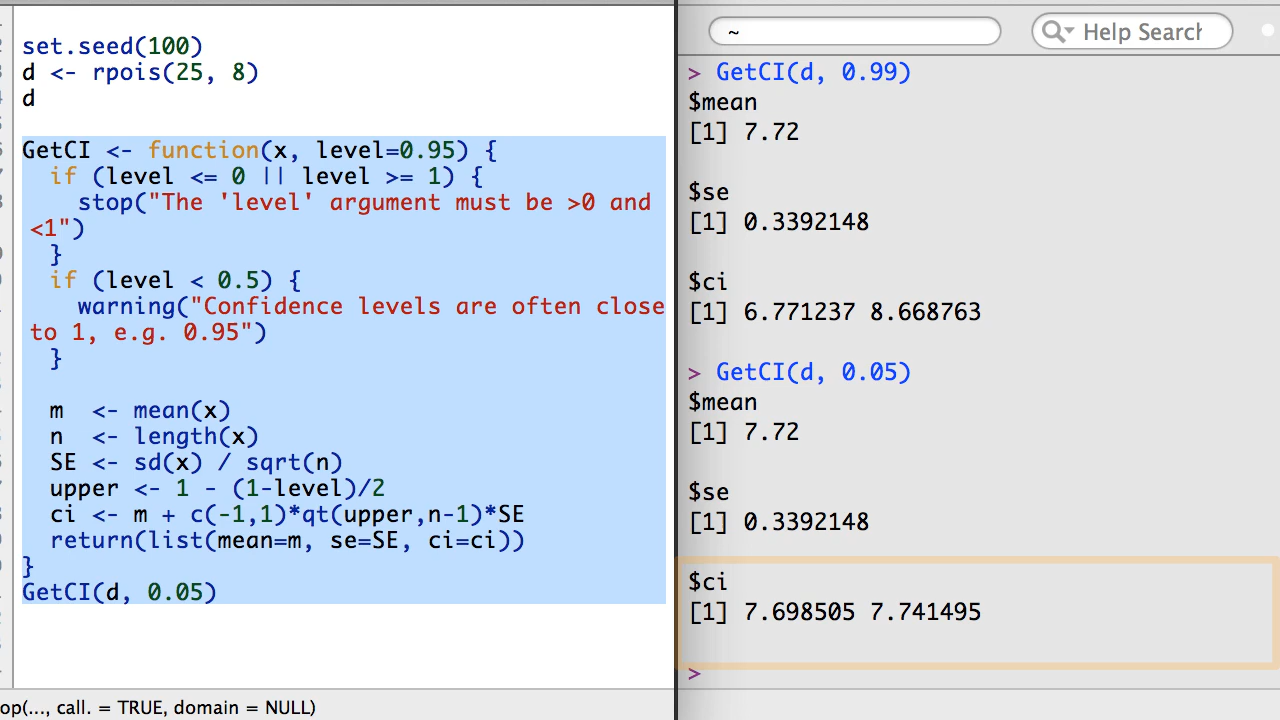 set.seed(100)
d <- rpois(25, 8)
d
GetCI <- function(x, level=0.95) {
if (level <= 0 || level >= 1) {
stop("The 'level' argument must be >0 and
<1")
}
if (level < 0.5) {
warning("Confidence levels are often close
to 1, e.g. 0.95")
}
m <- mean(x)
n <- length(x)
SE <- sd(x) / sqrt(n)
upper <- 1 - (1-level)/2
ci <- m + c(-1,1)*qt(upper,n-1)*SE
return(list(mean=m, se=SE, ci=ci))
}
GetCI(d, 0.05)
op(..., call. = TRUE, domain = NULL)
~
Help Search
> GetCI(d, 0.99)
$mean
[1] 7.72
$se
[1] 0.3392148
$ci
[1] 6.771237 8.668763
> GetCI(d, 0.05)
$mean
[1] 7.72
$se
[1] 0.3392148
$ci
[1] 7.698505 7.741495
>